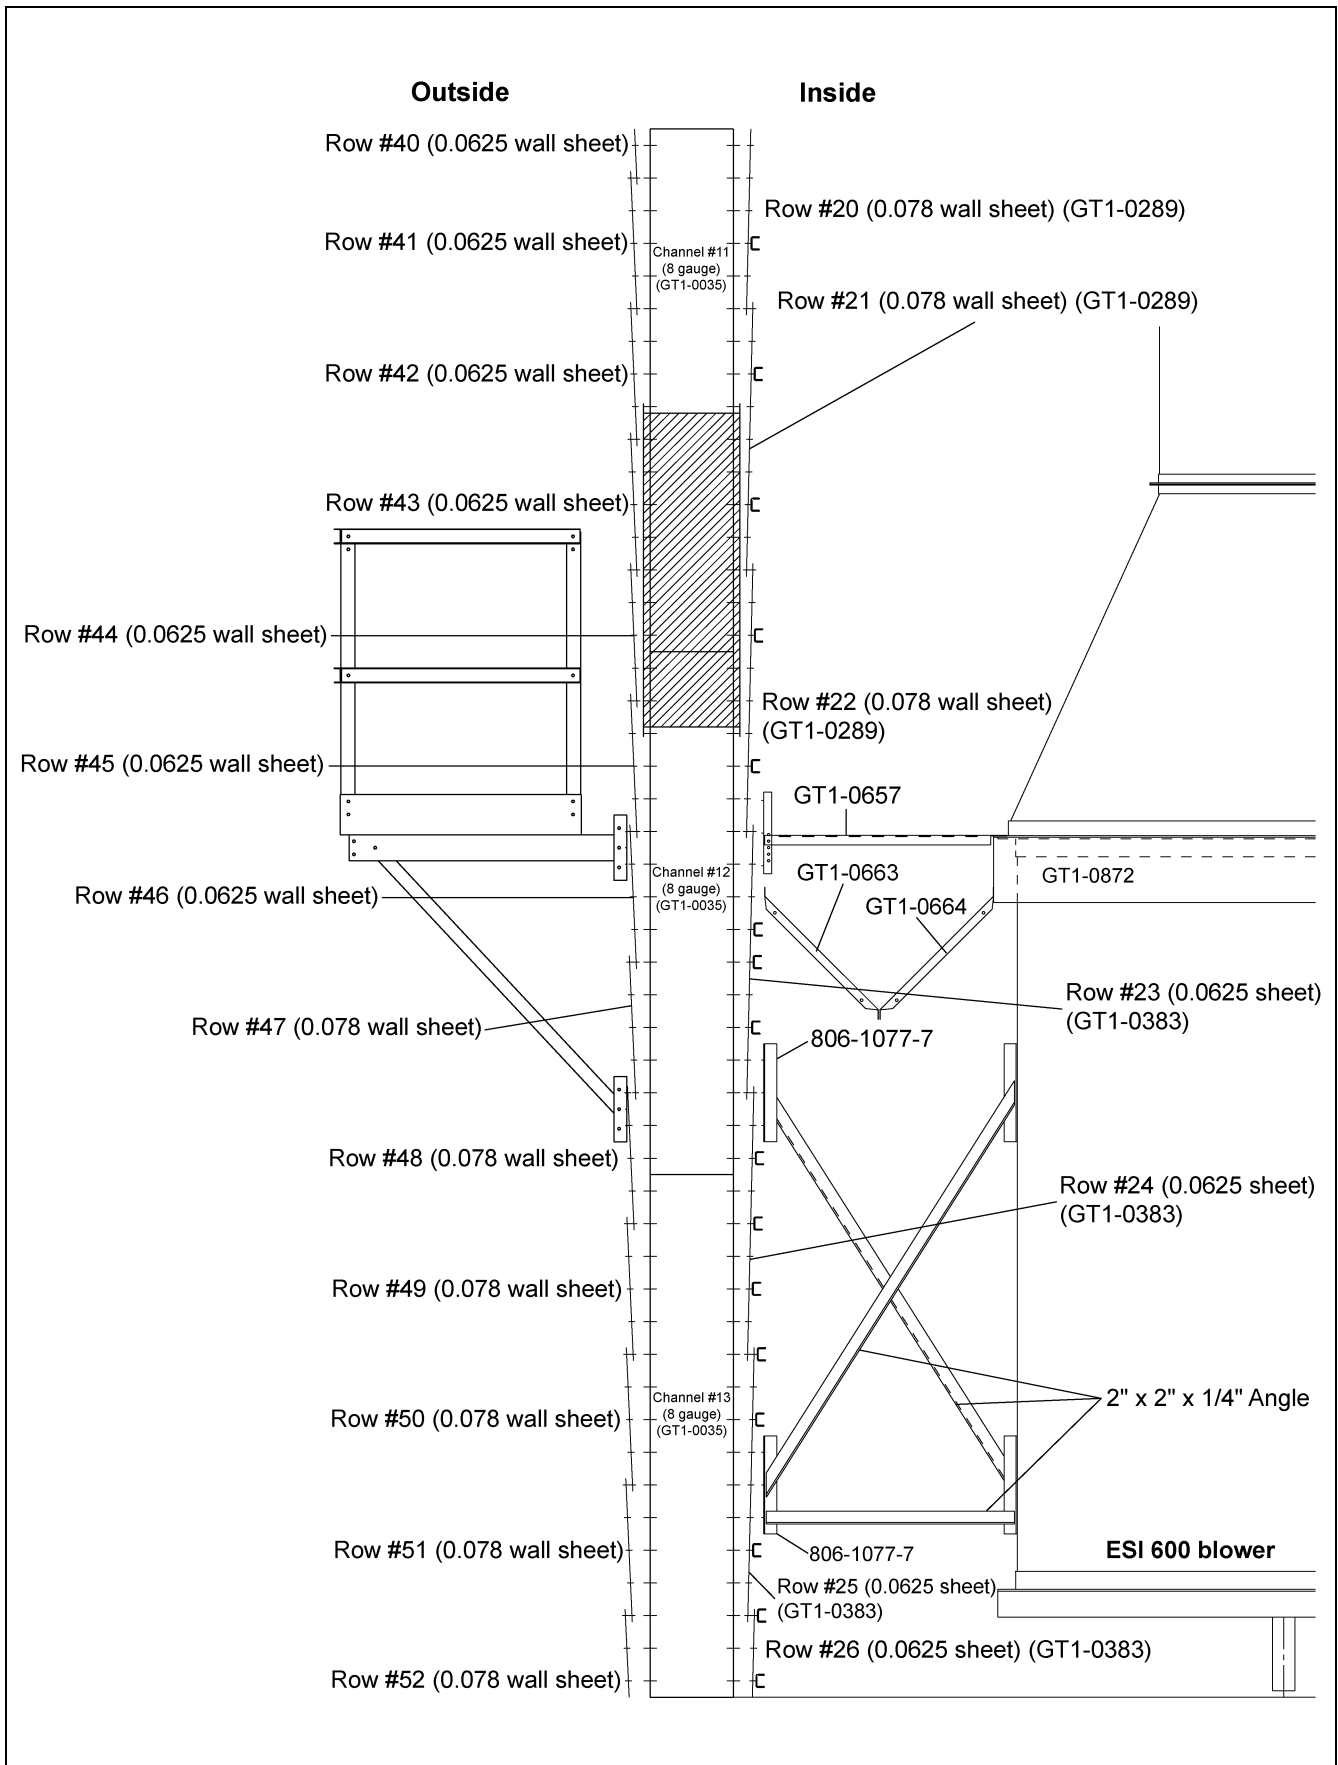 Outside
Inside
Row #40 (0.0625 wall sheet)
Row #20 (0.078 wall sheet) (GT1-0289)
Row #41 (0.0625 wall sheet)
Channel #11
(8 gauge)
(GT1-0035)
Row #21 (0.078 wall sheet) (GT1-0289)
Row #42 (0.0625 wall sheet)
Row #43 (0.0625 wall sheet)
Row #44 (0.0625 wall sheet)
Row #22 (0.078 wall sheet)
(GT1-0289)
Row #45 (0.0625 wall sheet)
GT1-0657
Channel #12
(8 gauge)
(GT1-0035)
GT1-0663
GT1-0872
Row #46 (0.0625 wall sheet)
GT1-0664
Row #23 (0.0625 sheet)
(GT1-0383)
Row #47 (0.078 wall sheet)
806-1077-7
Row #48 (0.078 wall sheet)
Row #24 (0.0625 sheet)
(GT1-0383)
Row #49 (0.078 wall sheet)
Channel #13
(8 gauge)
(GT1-0035)
2" x 2" x 1/4" Angle
Row #50 (0.078 wall sheet)
Row #51 (0.078 wall sheet)
806-1077-7
ESI 600 blower
Row #25 (0.0625 sheet)
(GT1-0383)
Row #26 (0.0625 sheet) (GT1-0383)
Row #52 (0.078 wall sheet)